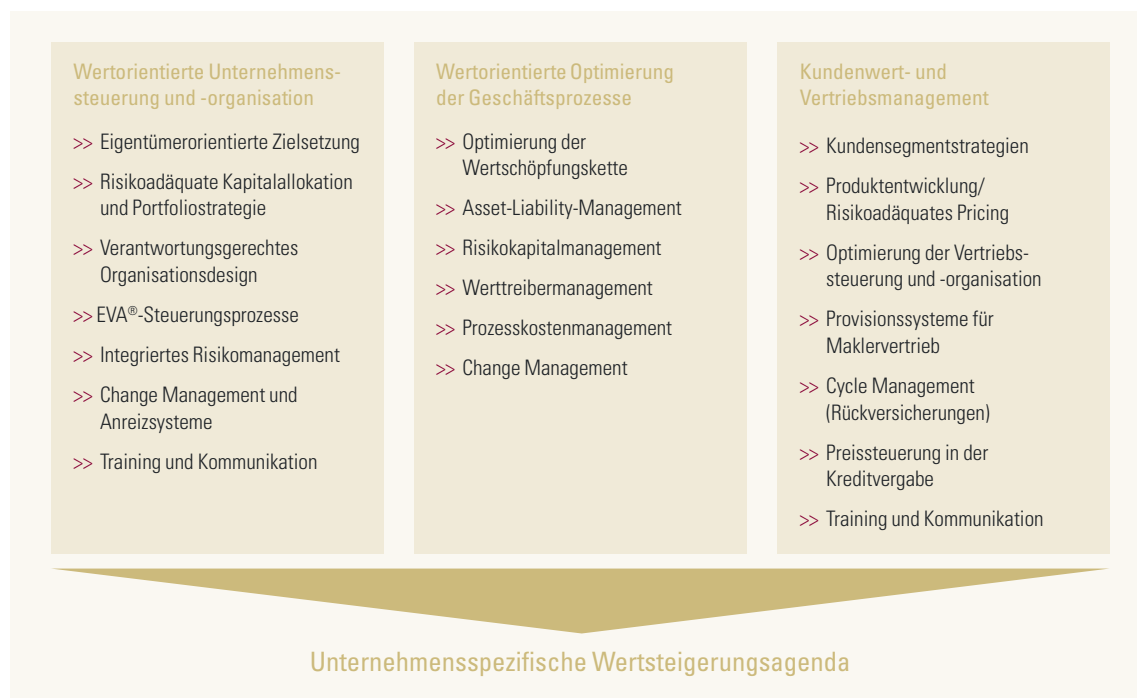 Wertorientierte Unternehmens-
steuerung und -organisation
>> Eigentümerorientierte Zielsetzung
>> Risikoadäquate Kapitalallokation
und Portfoliostrategie
>> Verantwortungsgerechtes
Organisationsdesign
>> EVA®-Steuerungsprozesse
>> Integriertes Risikomanagement
>> Change Management und
Anreizsysteme
>> Training und Kommunikation
Wertorientierte Optimierung
der Geschäftsprozesse
>> Optimierung der
Wertschöpfungskette
>> Asset-Liability-Management
>> Risikokapitalmanagement
>> Werttreibermanagement
>> Prozesskostenmanagement
>> Change Management
Kundenwert- und
Vertriebsmanagement
>> Kundensegmentstrategien
>> Produktentwicklung/
Risikoadäquates Pricing
>> Optimierung der Vertriebs-
steuerung und -organisation
>> Provisionssysteme für
Maklervertrieb
>> Cycle Management
(Rückversicherungen)
>> Preissteuerung in der
Kreditvergabe
>> Training und Kommunikation
Unternehmensspezifische Wertsteigerungsagenda